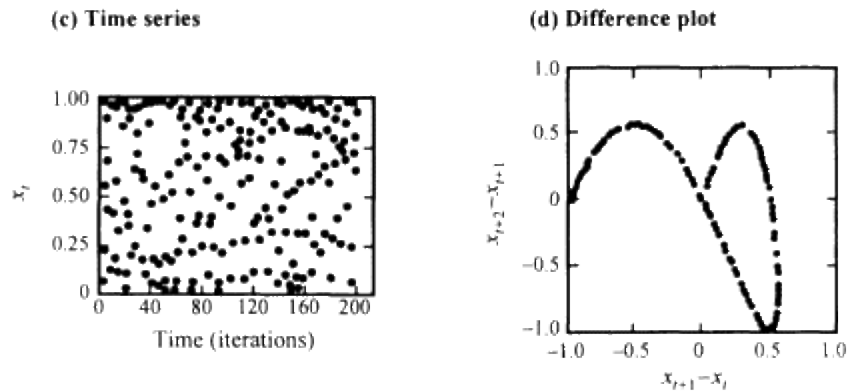 (c) Time series
1.00
0.75
0.50
0.25
0
x_t
0 40 80 120 160 200
Time (iterations)
(d) Difference plot
1.0
0.5
0
−0.5
−1.0
x_{t+2}−x_{t+1}
−1.0 −0.5 0 0.5 1.0
x_{t+1}−x_t